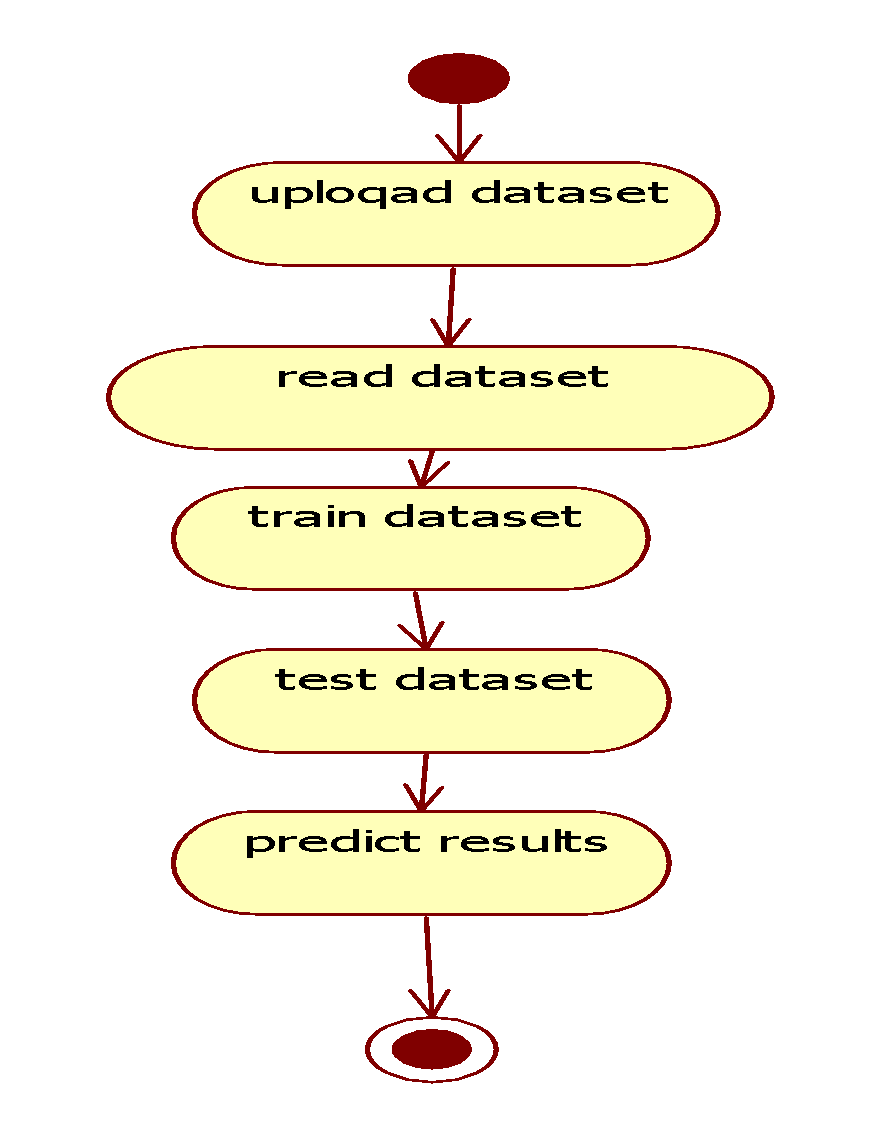 uploqad dataset
read dataset
train dataset
test dataset
predict results